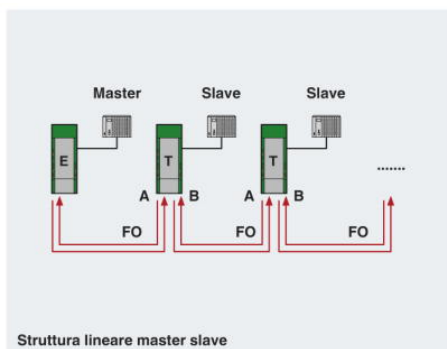 Master Slave Slave
E T T
.......
A B A B
FO FO FO
Struttura lineare master slave